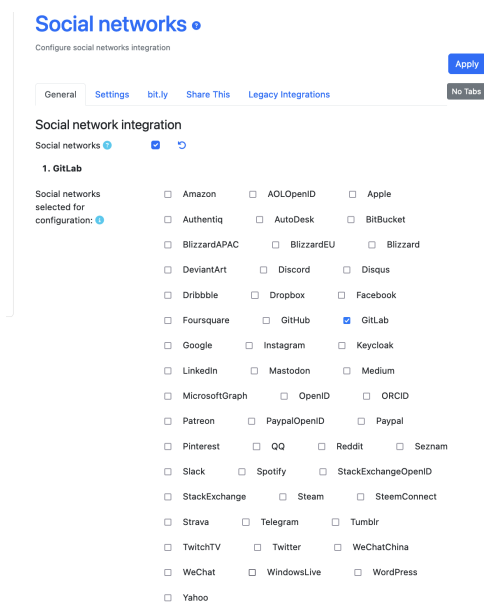 Social networks
Configure social networks integration
Apply
General Settings bit.ly Share This Legacy Integrations
No Tabs
Social network integration
Social networks
1. GitLab
Social networks
selected for
configuration:
Amazon AOLOpenID Apple
Authentiq AutoDesk BitBucket
BlizzardAPAC BlizzardEU Blizzard
DeviantArt Discord Disqus
Dribbble Dropbox Facebook
Foursquare GitHub GitLab
Google Instagram Keycloak
LinkedIn Mastodon Medium
MicrosoftGraph OpenID ORCID
Patreon PaypalOpenID Paypal
Pinterest QQ Reddit Seznam
Slack Spotify StackExchangeOpenID
StackExchange Steam SteemConnect
Strava Telegram Tumblr
TwitchTV Twitter WeChatChina
WeChat WindowsLive WordPress
Yahoo